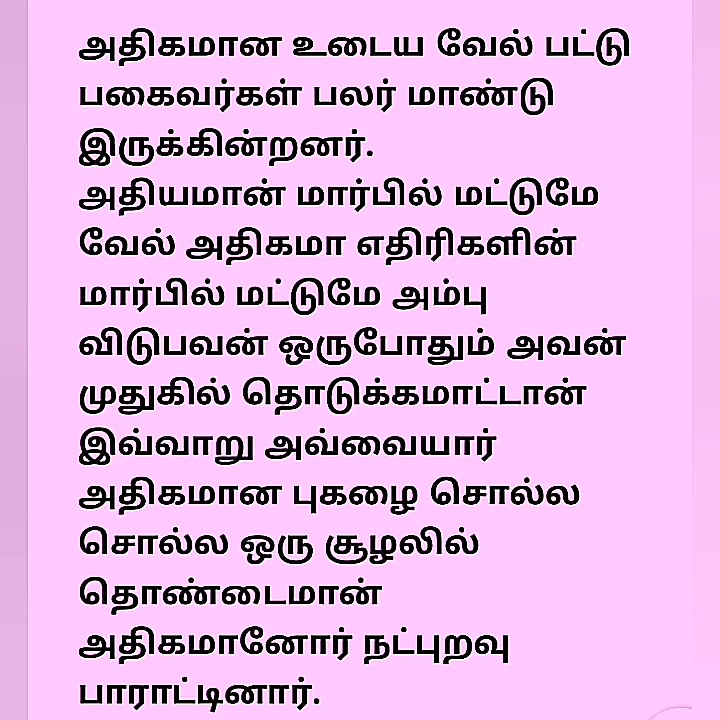 அதிகமான உடைய வேல் பட்டு
பகைவர்கள் பலர் மாண்டு
இருக்கின்றனர்.
அதியமான் மார்பில் மட்டுமே
வேல் அதிகமா எதிரிகளின்
மார்பில் மட்டுமே அம்பு
விடுபவன் ஒருபோதும் அவன்
முதுகில் தொடுக்கமாட்டான்
இவ்வாறு அவ்வையார்
அதிகமான புகழை சொல்ல
சொல்ல ஒரு சூழலில்
தொண்டைமான்
அதிகமானோர் நட்புறவு
பாராட்டினார்.